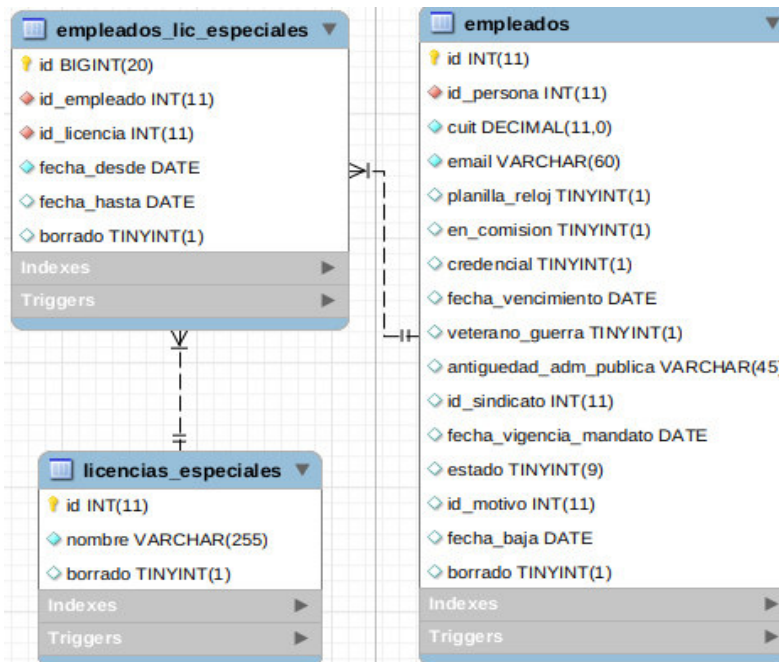 empleados_lic_especiales
id BIGINT(20)
id_empleado INT(11)
id_licencia INT(11)
fecha_desde DATE
fecha_hasta DATE
borrado TINYINT(1)
Indexes
Triggers
licencias_especiales
id INT(11)
nombre VARCHAR(255)
borrado TINYINT(1)
Indexes
Triggers
empleados
id INT(11)
id_persona INT(11)
cuit DECIMAL(11,0)
email VARCHAR(60)
planilla_reloj TINYINT(1)
en_comision TINYINT(1)
credencial TINYINT(1)
fecha_vencimiento DATE
veterano_guerra TINYINT(1)
antiguedad_adm_publica VARCHAR(45)
id_sindicato INT(11)
fecha_vigencia_mandato DATE
estado TINYINT(9)
id_motivo INT(11)
fecha_baja DATE
borrado TINYINT(1)
Indexes
Triggers